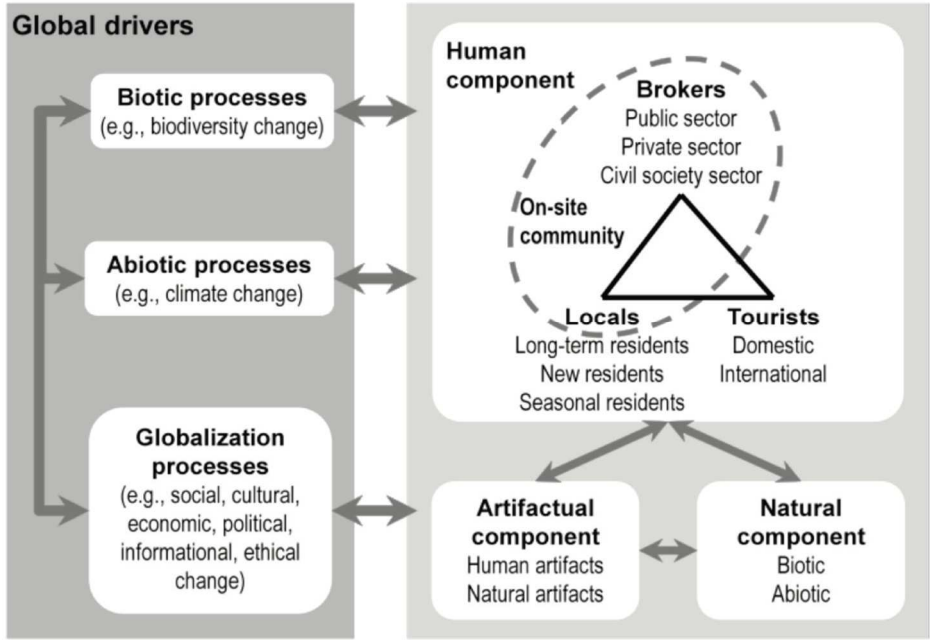 Global drivers
Biotic processes
(e.g., biodiversity change)
Abiotic processes
(e.g., climate change)
Globalization
processes
(e.g., social, cultural,
economic, political,
informational, ethical
change)
Human
component
Brokers
Public sector
Private sector
Civil society sector
On-site
community
Locals
Long-term residents
New residents
Seasonal residents
Tourists
Domestic
International
Artifactual
component
Human artifacts
Natural artifacts
Natural
component
Biotic
Abiotic